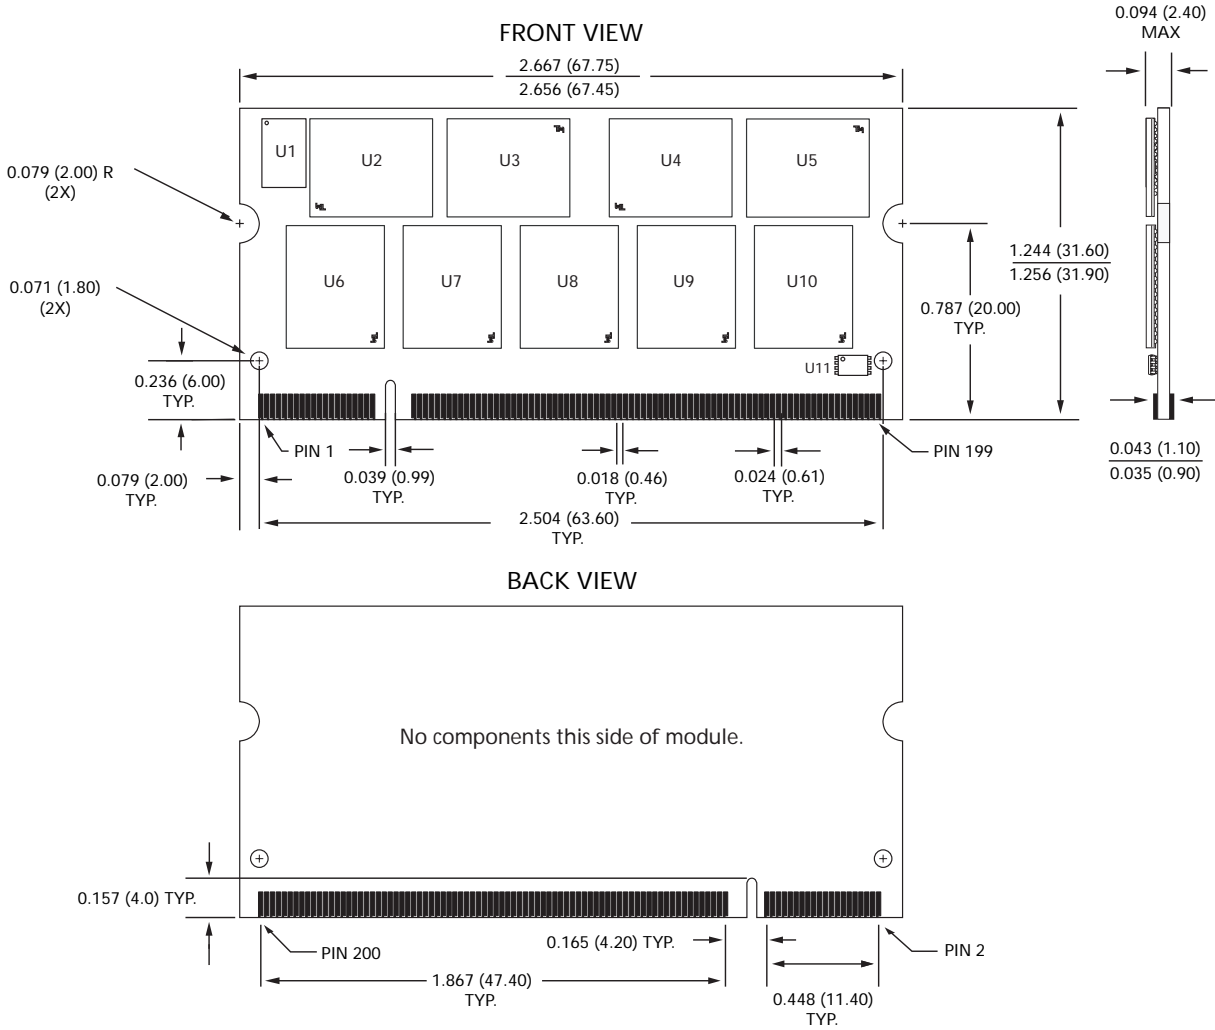 FRONT VIEW
0.094 (2.40)
MAX
2.667 (67.75)
2.656 (67.45)
U1
U2
U3
U4
U5
0.079 (2.00) R
(2X)
1.244 (31.60)
1.256 (31.90)
U6
U7
U8
U9
U10
0.071 (1.80)
(2X)
0.787 (20.00)
TYP.
U11
0.236 (6.00)
TYP.
PIN 1
PIN 199
0.043 (1.10)
0.035 (0.90)
0.079 (2.00)
TYP.
0.039 (0.99)
TYP.
0.018 (0.46)
TYP.
0.024 (0.61)
TYP.
2.504 (63.60)
TYP.
BACK VIEW
No components this side of module.
0.157 (4.0) TYP.
PIN 200
0.165 (4.20) TYP.
PIN 2
1.867 (47.40)
TYP.
0.448 (11.40)
TYP.